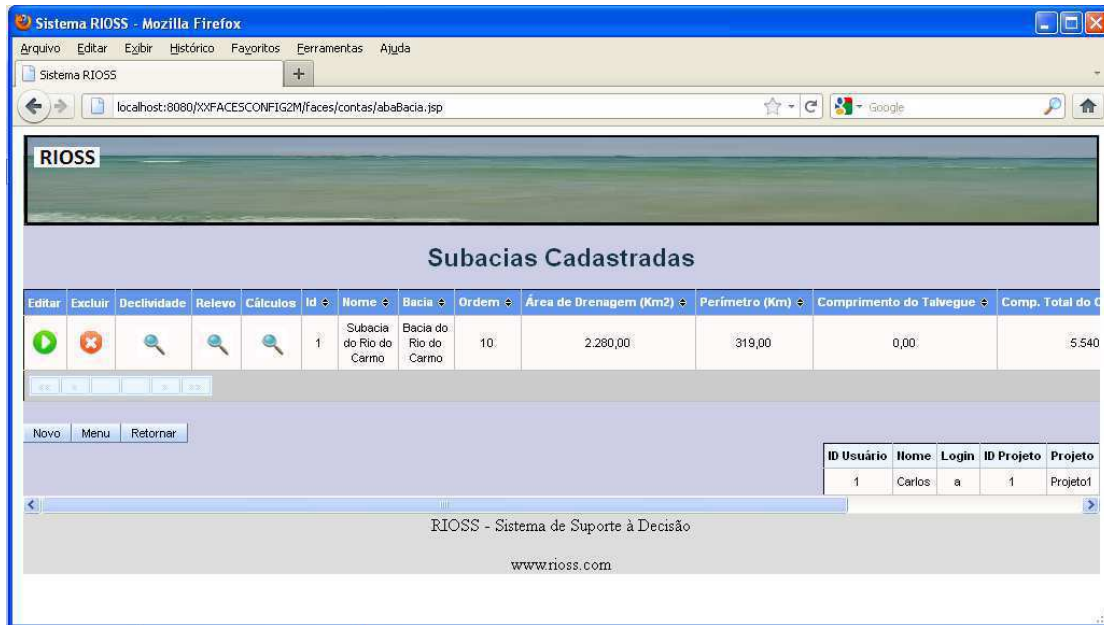 Sistema RIOSS - Mozilla Firefox
Arquivo Editar Exibir Histórico Favoritos Ferramentas Ajuda
Sistema RIOSS
localhost:8080/XXFACESCONFIG2M/faces/contas/abaBacia.jsp
Google
RIOSS
Subacias Cadastradas
Editar Excluir Declividade Relevo Cálculos Id Nome Bacia Ordem Área de Drenagem (Km2) Perímetro (Km) Comprimento do Talvegue Comp. Total do C
1 Subacia do Rio do Carmo Bacia do Rio do Carmo 10 2.280,00 319,00 0,00 5.540
«« « » »»
Novo Menu Retornar
ID Usuário Nome Login ID Projeto Projeto
1 Carlos a 1 Projeto1
RIOSS - Sistema de Suporte à Decisão
www.rioss.com